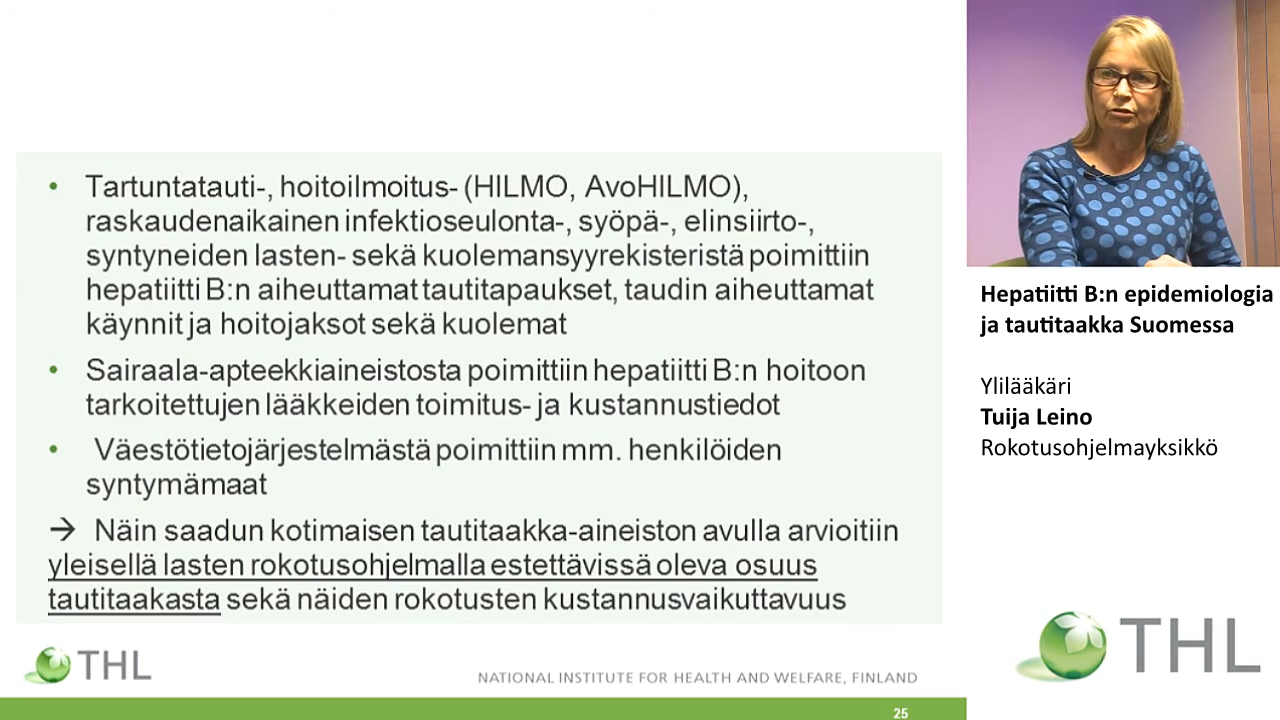 • Tartuntatauti-, hoitoilmoitus- (HILMO, AvoHILMO),
raskaudenaikainen infektioseulonta-, syöpä-, elinsiirto-,
syntyneiden lasten- sekä kuolemansyyrekisteristä poimittiin
hepatiitti B:n aiheuttamat tautitapaukset, taudin aiheuttamat
käynnit ja hoitojaksot sekä kuolemat
• Sairaala-apteekkiaineistosta poimittiin hepatiitti B:n hoitoon
tarkoitettujen lääkkeiden toimitus- ja kustannustiedot
• Väestötietojärjestelmästä poimittiin mm. henkilöiden
syntymämaat
→ Näin saadun kotimaisen tautitaakka-aineiston avulla arvioitiin
yleisellä lasten rokotusohjelmalla estettävissä oleva osuus
tautitaakasta sekä näiden rokotusten kustannusvaikuttavuus
THL
NATIONAL INSTITUTE FOR HEALTH AND WELFARE, FINLAND
25
Hepatiitti B:n epidemiologia
ja tautitaakka Suomessa
Ylilääkäri
Tuija Leino
Rokotusohjelmayksikkö
THL